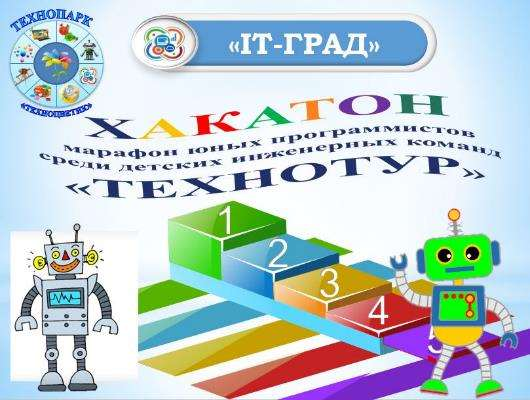 ТЕХНОПАРК
«ТЕХНОЦВЕТИК»
«IT-ГРАД»
ХАКАТОН
марафон юных программистов
среди детских инженерных команд
«ТЕХНОТУР»
1
2
3
4
5